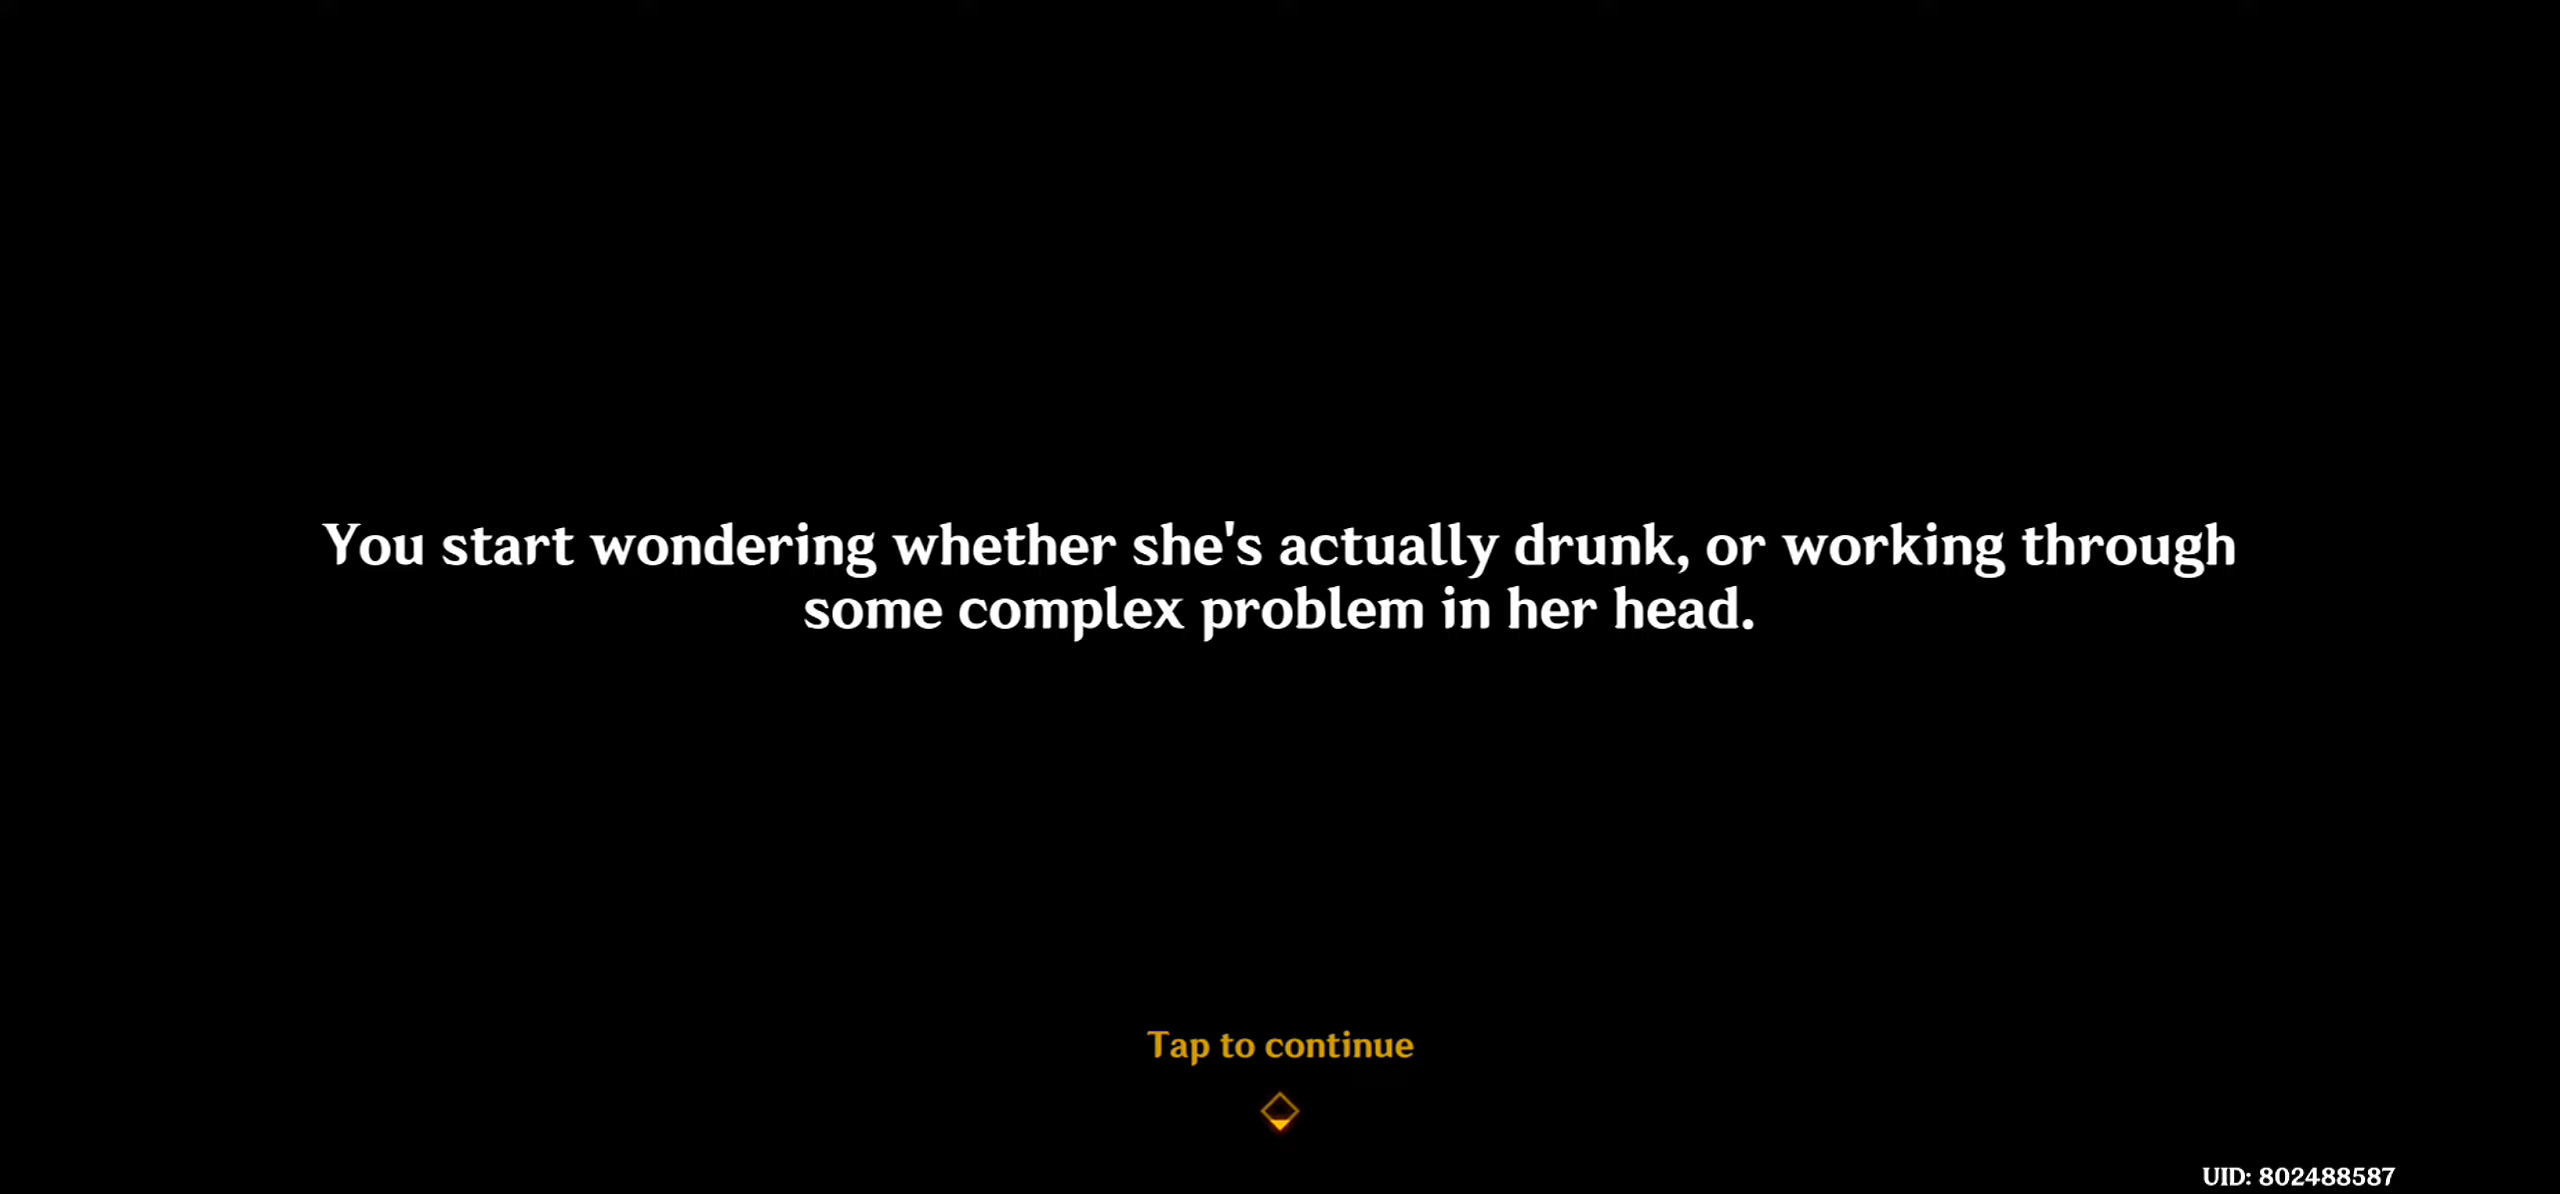 You start wondering whether she's actually drunk, or working through
some complex problem in her head.
Tap to continue
UID: 802488587